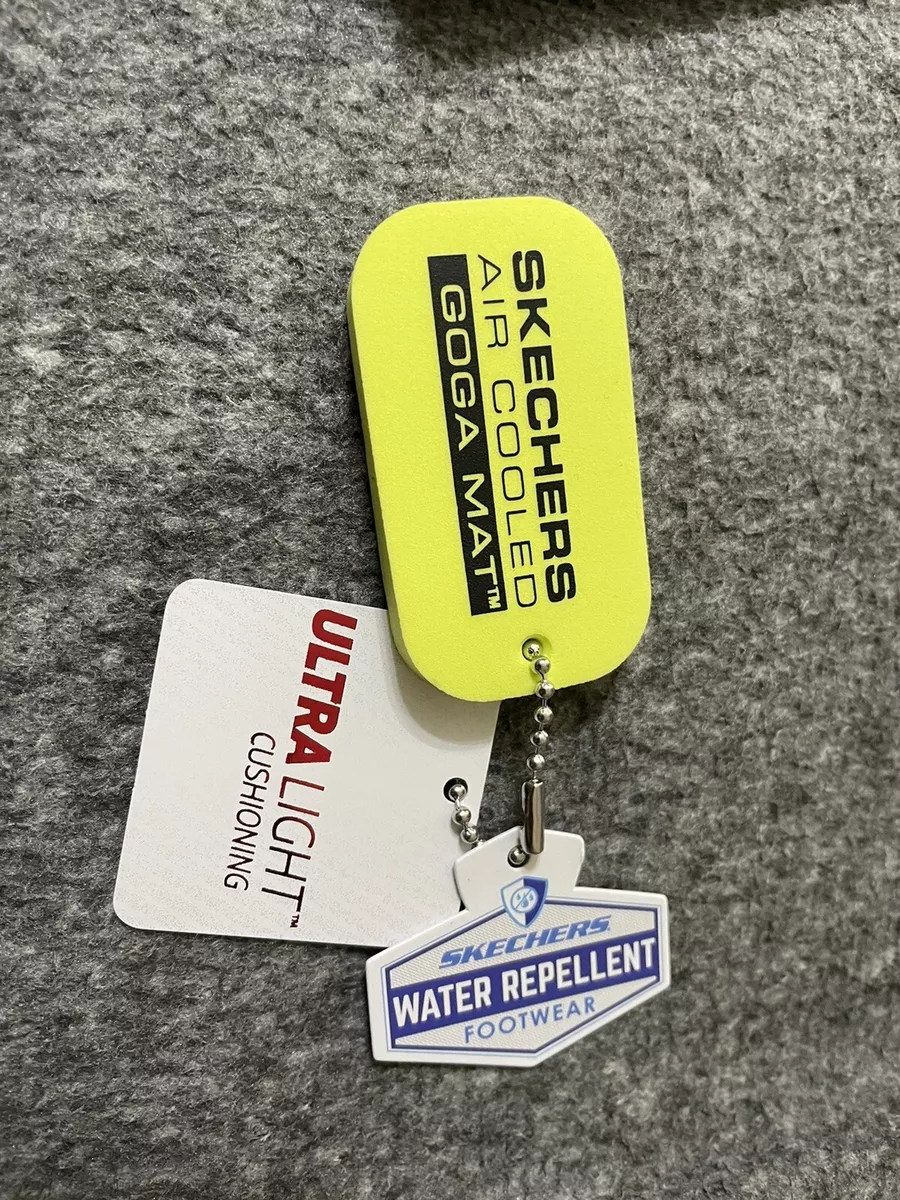 SKECHERS
AIR COOLED
GOGA MAT™
ULTRA LIGHT™
CUSHIONING
SKECHERS
WATER REPELLENT
FOOTWEAR